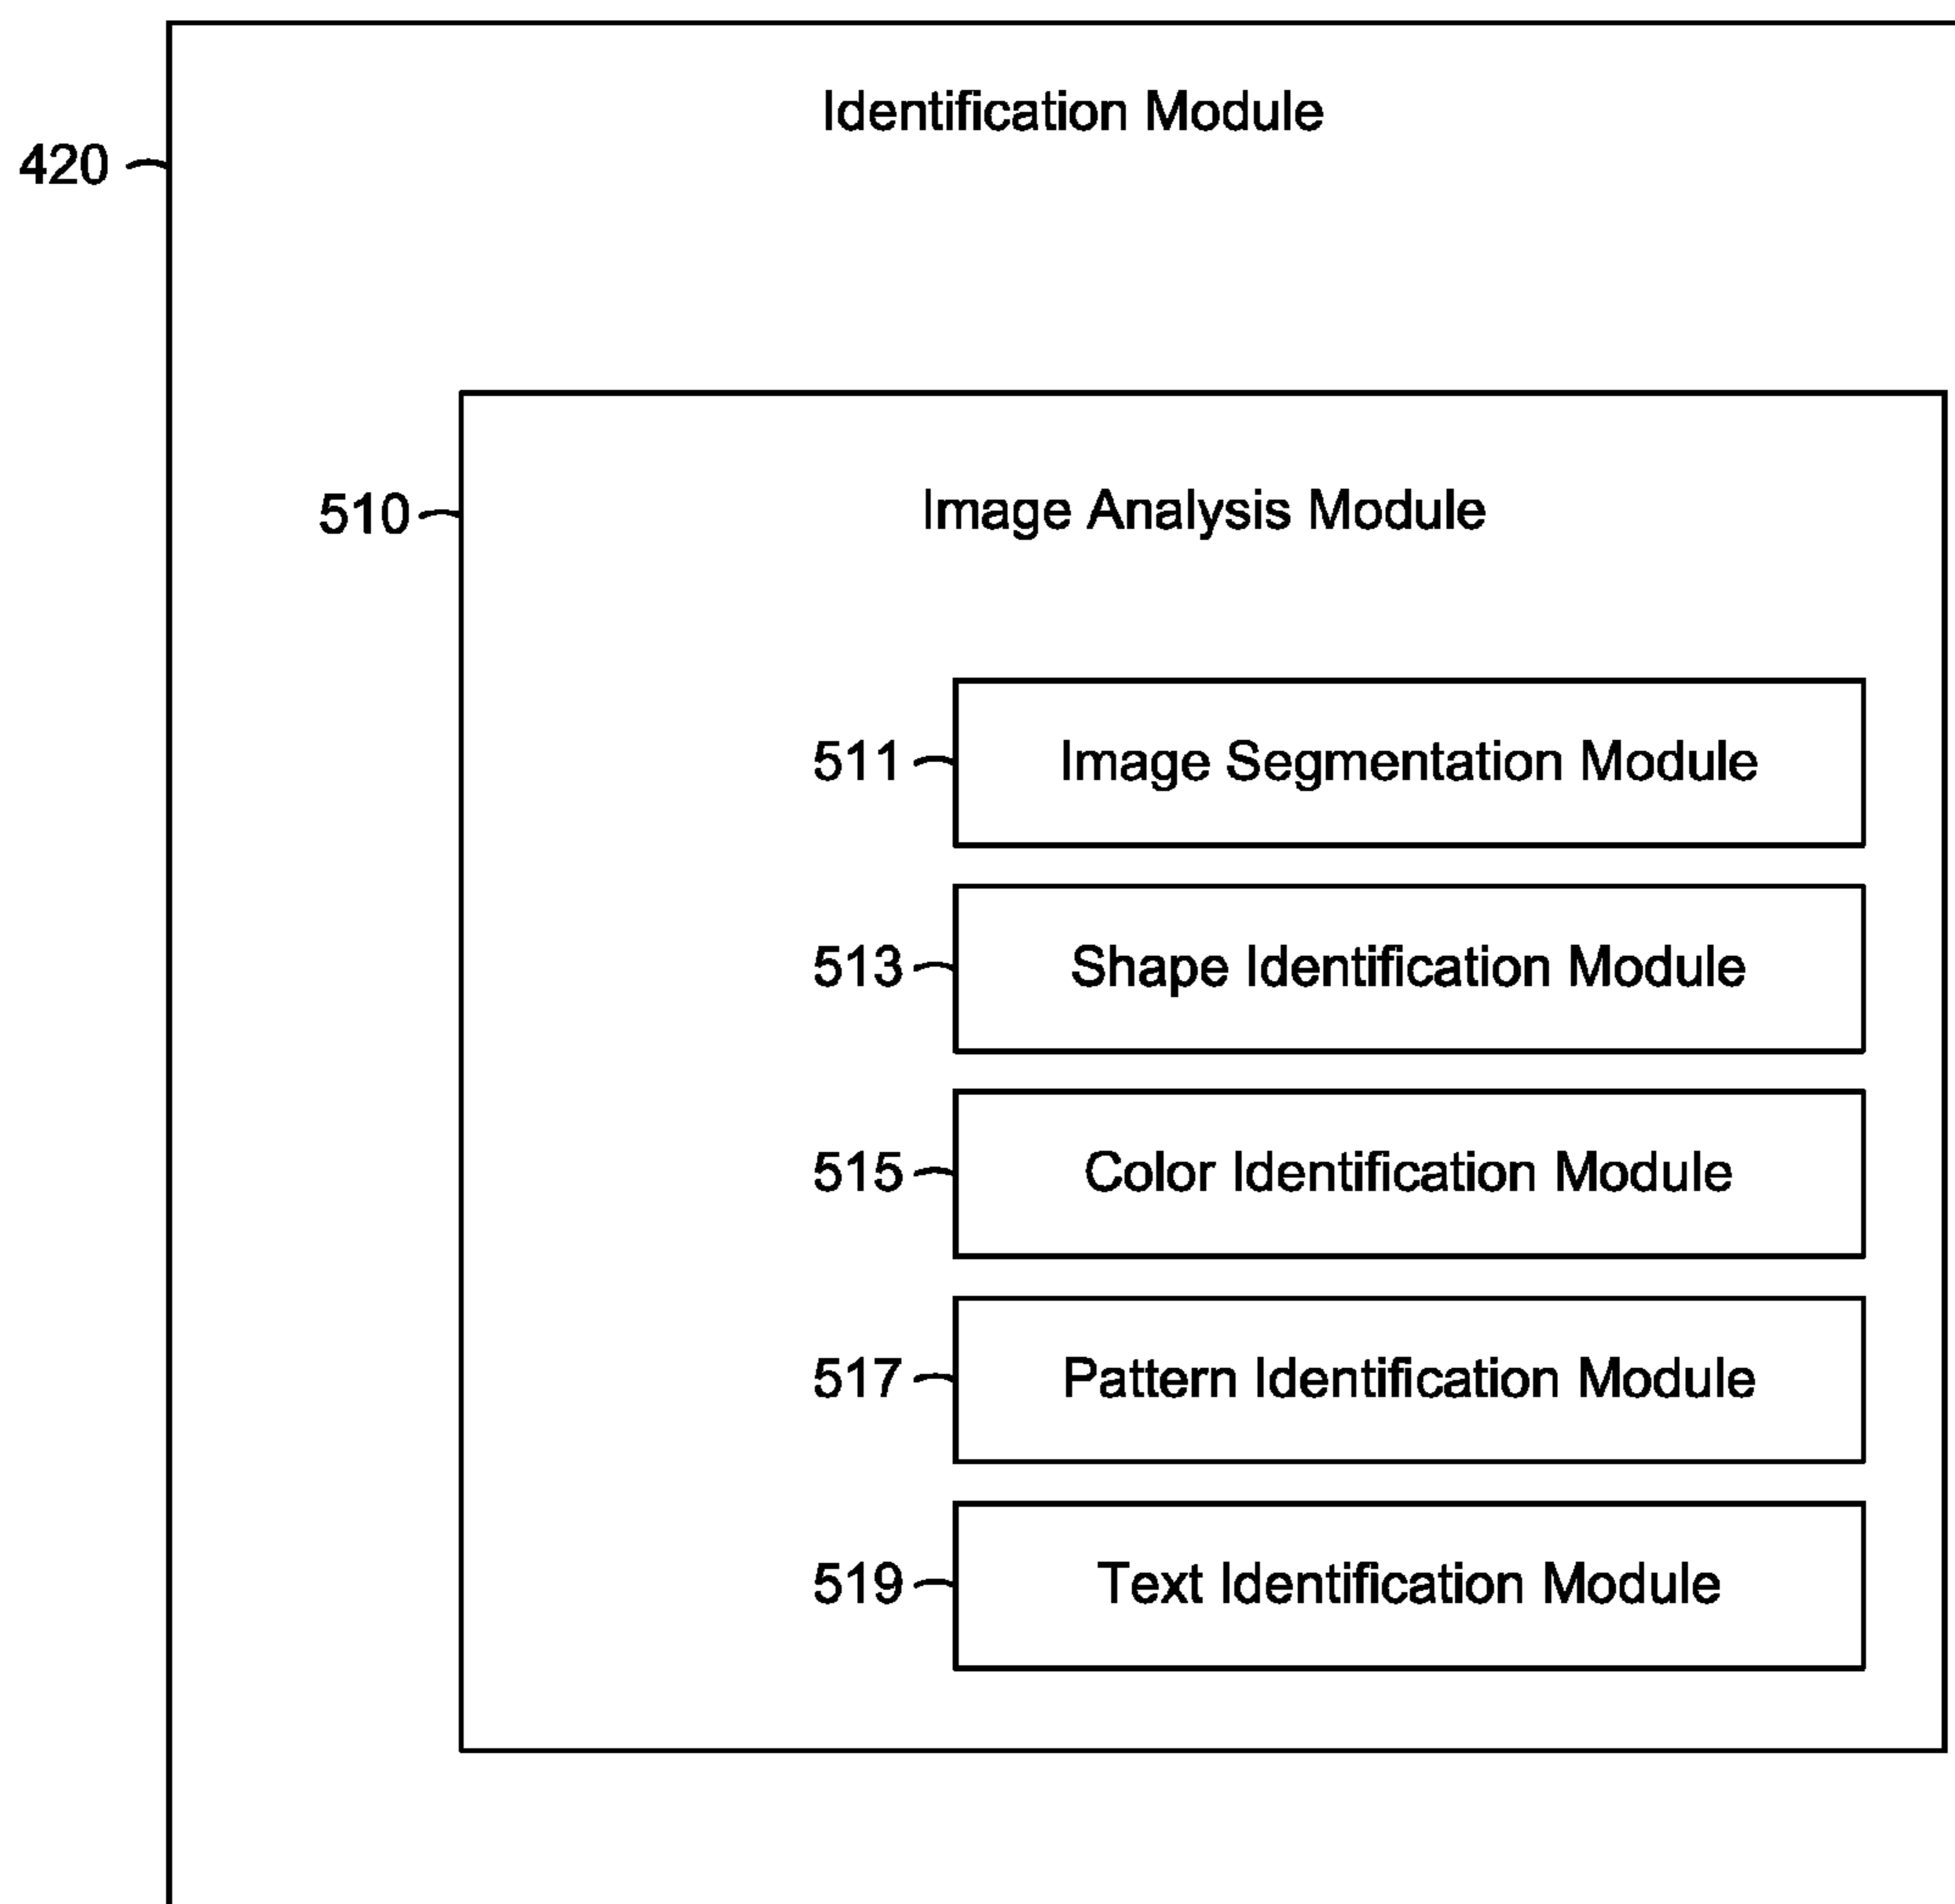 Identification Module
420
510 Image Analysis Module
511 Image Segmentation Module
513 Shape Identification Module
515 Color Identification Module
517 Pattern Identification Module
519 Text Identification Module